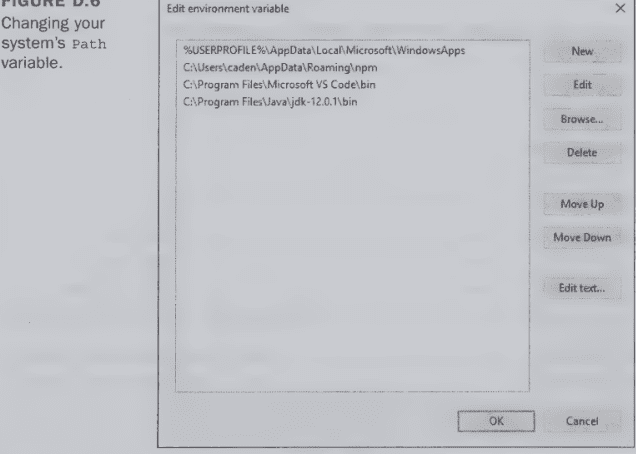 FIGURE D.6
Changing your
system's Path
variable.
Edit environment variable
%USERPROFILE%\AppData\Local\Microsoft\WindowsApps
C:\Users\caden\AppData\Roaming\npm
C:\Program Files\Microsoft VS Code\bin
C:\Program Files\Java\jdk-12.0.1\bin
New
Edit
Browse...
Delete
Move Up
Move Down
Edit text...
OK
Cancel